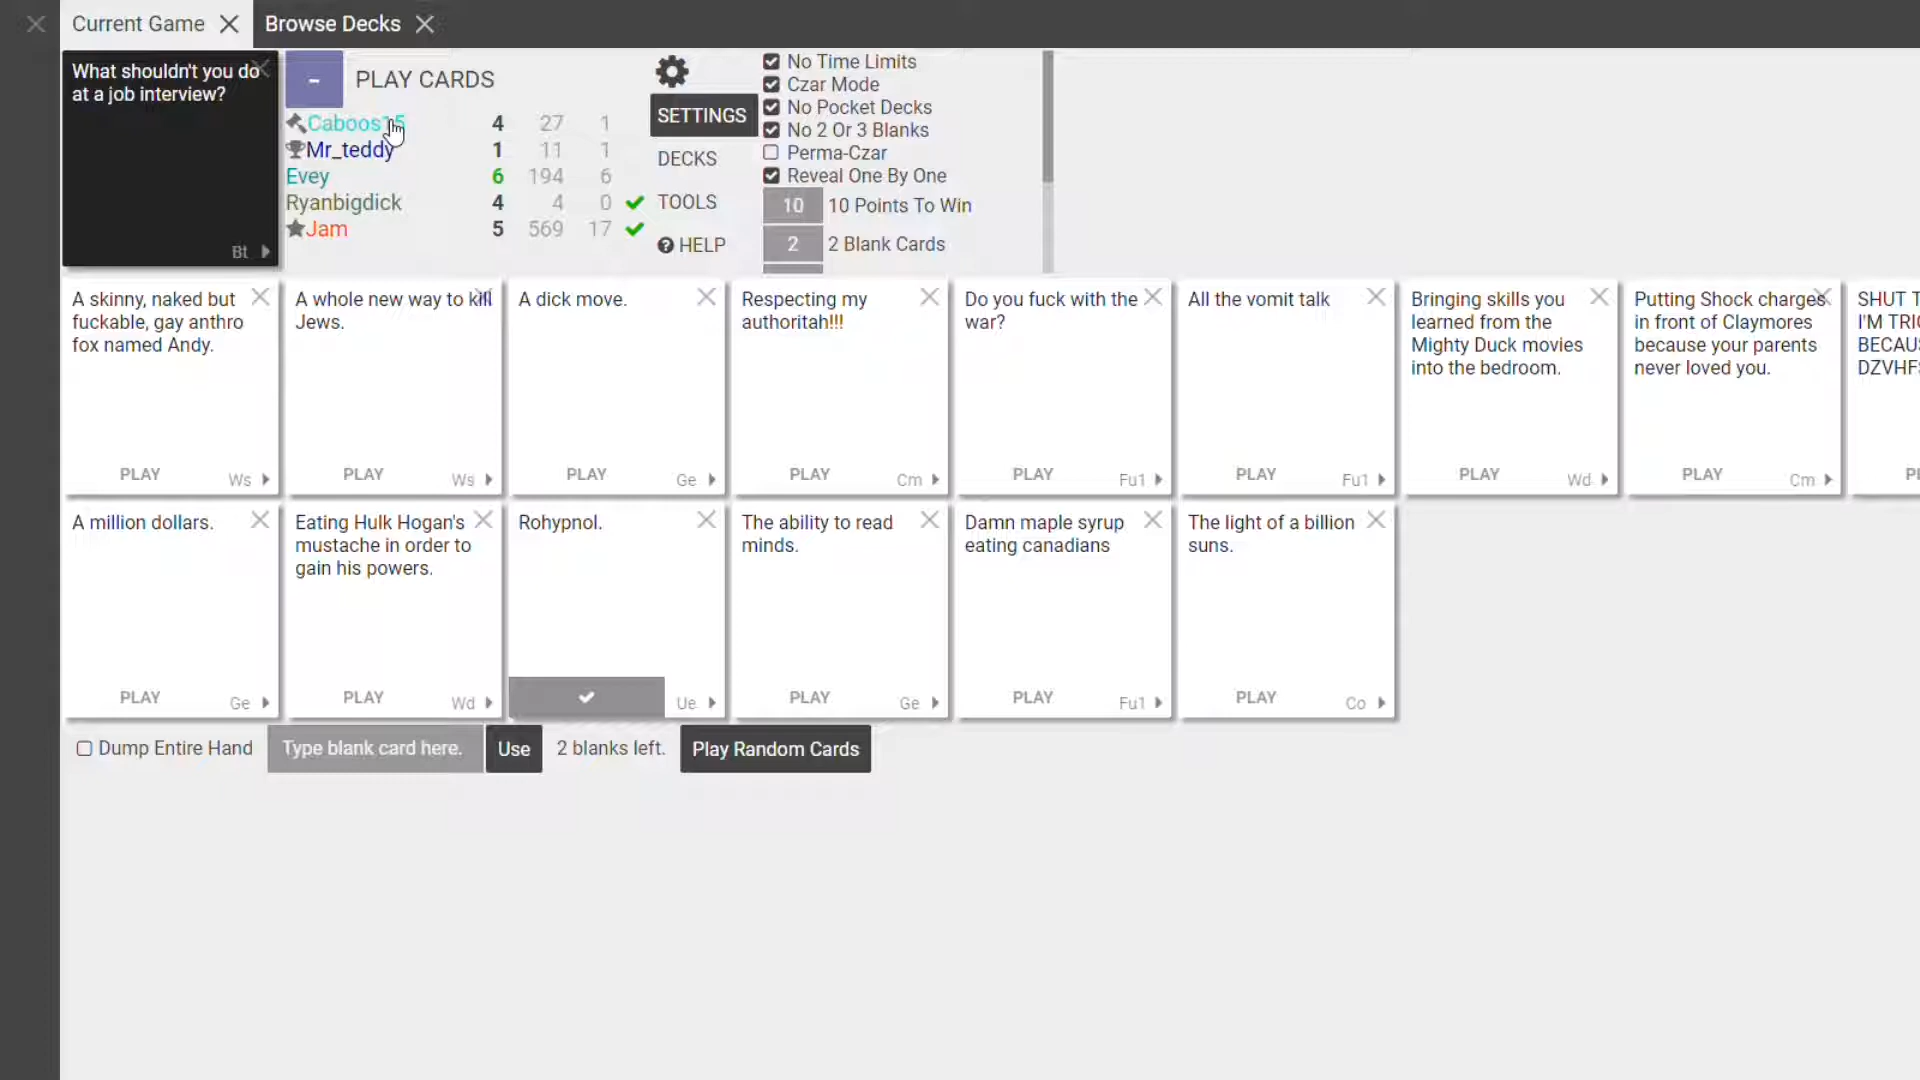 Current Game
Browse Decks
What shouldn't you do
at a job interview?
Bt
-
PLAY CARDS
Caboos15 4 27 1
Mr_teddy 1 11 1
Evey 6 194 6
Ryanbigdick 4 4 0
Jam 5 569 17
SETTINGS
DECKS
TOOLS
HELP
No Time Limits
Czar Mode
No Pocket Decks
No 2 Or 3 Blanks
Perma-Czar
Reveal One By One
10 10 Points To Win
2 2 Blank Cards
A skinny, naked but
fuckable, gay anthro
fox named Andy.
PLAY Ws
A whole new way to kill
Jews.
PLAY Ws
A dick move.
PLAY Ge
Respecting my
authoritah!!!
PLAY Cm
Do you fuck with the
war?
PLAY Fu1
All the vomit talk
PLAY Fu1
Bringing skills you
learned from the
Mighty Duck movies
into the bedroom.
PLAY Wd
Putting Shock charges
in front of Claymores
because your parents
never loved you.
PLAY Cm
SHUT T
I'M TRI
BECAU
DZVHF
A million dollars.
PLAY Ge
Eating Hulk Hogan's
mustache in order to
gain his powers.
PLAY Wd
Rohypnol.
Ue
The ability to read
minds.
PLAY Ge
Damn maple syrup
eating canadians
PLAY Fu1
The light of a billion
suns.
PLAY Co
Dump Entire Hand
Type blank card here.
Use
2 blanks left.
Play Random Cards